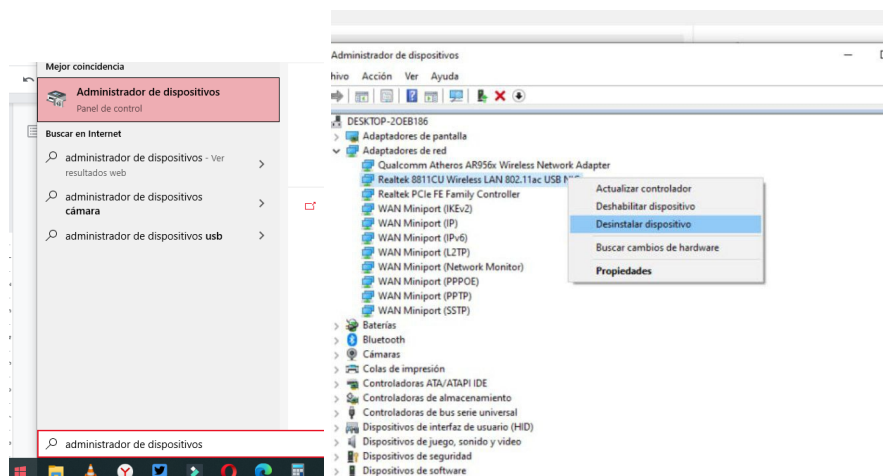 Mejor coincidencia
Administrador de dispositivos
Panel de control
Buscar en Internet
administrador de dispositivos - Ver
resultados web
administrador de dispositivos
cámara
administrador de dispositivos usb
administrador de dispositivos
Administrador de dispositivos
hivo Acción Ver Ayuda
DESKTOP-2OEB186
Adaptadores de pantalla
Adaptadores de red
Qualcomm Atheros AR956x Wireless Network Adapter
Realtek 8811CU Wireless LAN 802.11ac USB
Realtek PCIe FE Family Controller
WAN Miniport (IKEv2)
WAN Miniport (IP)
WAN Miniport (IPv6)
WAN Miniport (L2TP)
WAN Miniport (Network Monitor)
WAN Miniport (PPPOE)
WAN Miniport (PPTP)
WAN Miniport (SSTP)
Baterías
Bluetooth
Cámaras
Colas de impresión
Controladoras ATA/ATAPI IDE
Controladoras de almacenamiento
Controladoras de bus serie universal
Dispositivos de interfaz de usuario (HID)
Dispositivos de juego, sonido y video
Dispositivos de seguridad
Dispositivos de software
Actualizar controlador
Deshabilitar dispositivo
Desinstalar dispositivo
Buscar cambios de hardware
Propiedades